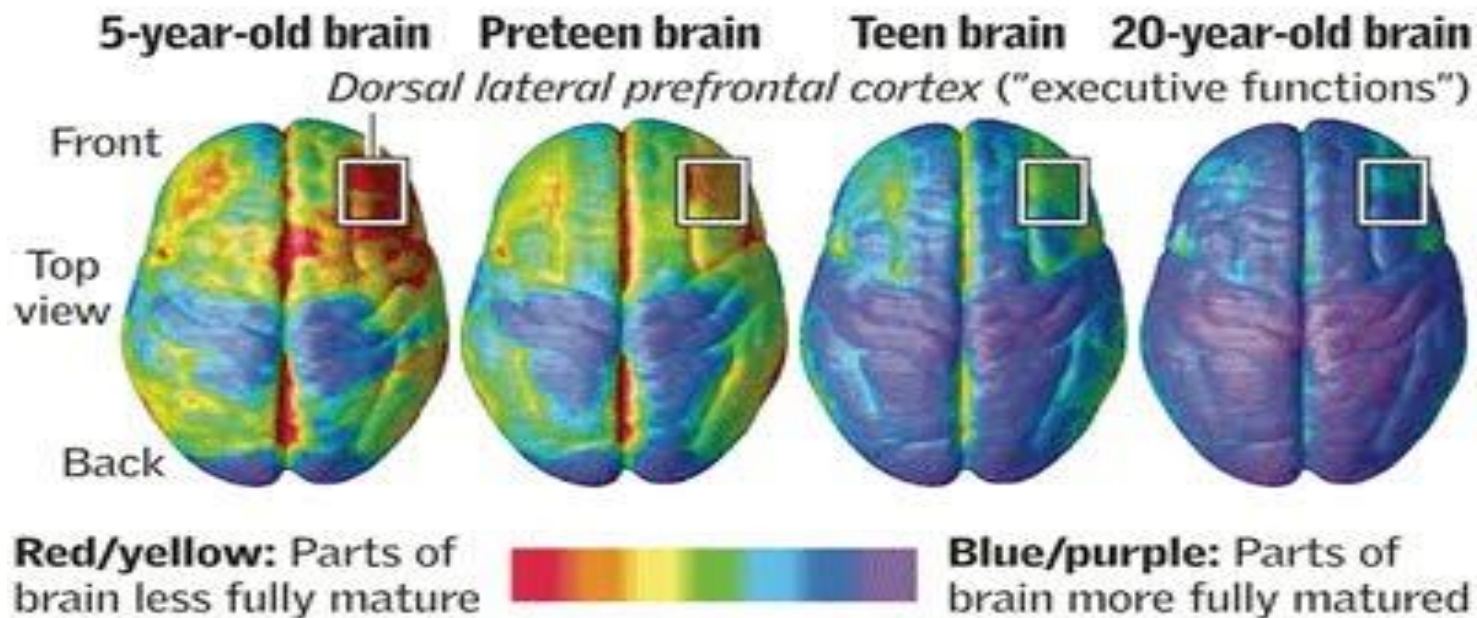 5-year-old brain Preteen brain Teen brain 20-year-old brain
Dorsal lateral prefrontal cortex ("executive functions")
Front
Top
view
Back
Red/yellow: Parts of
brain less fully mature
Blue/purple: Parts of
brain more fully matured